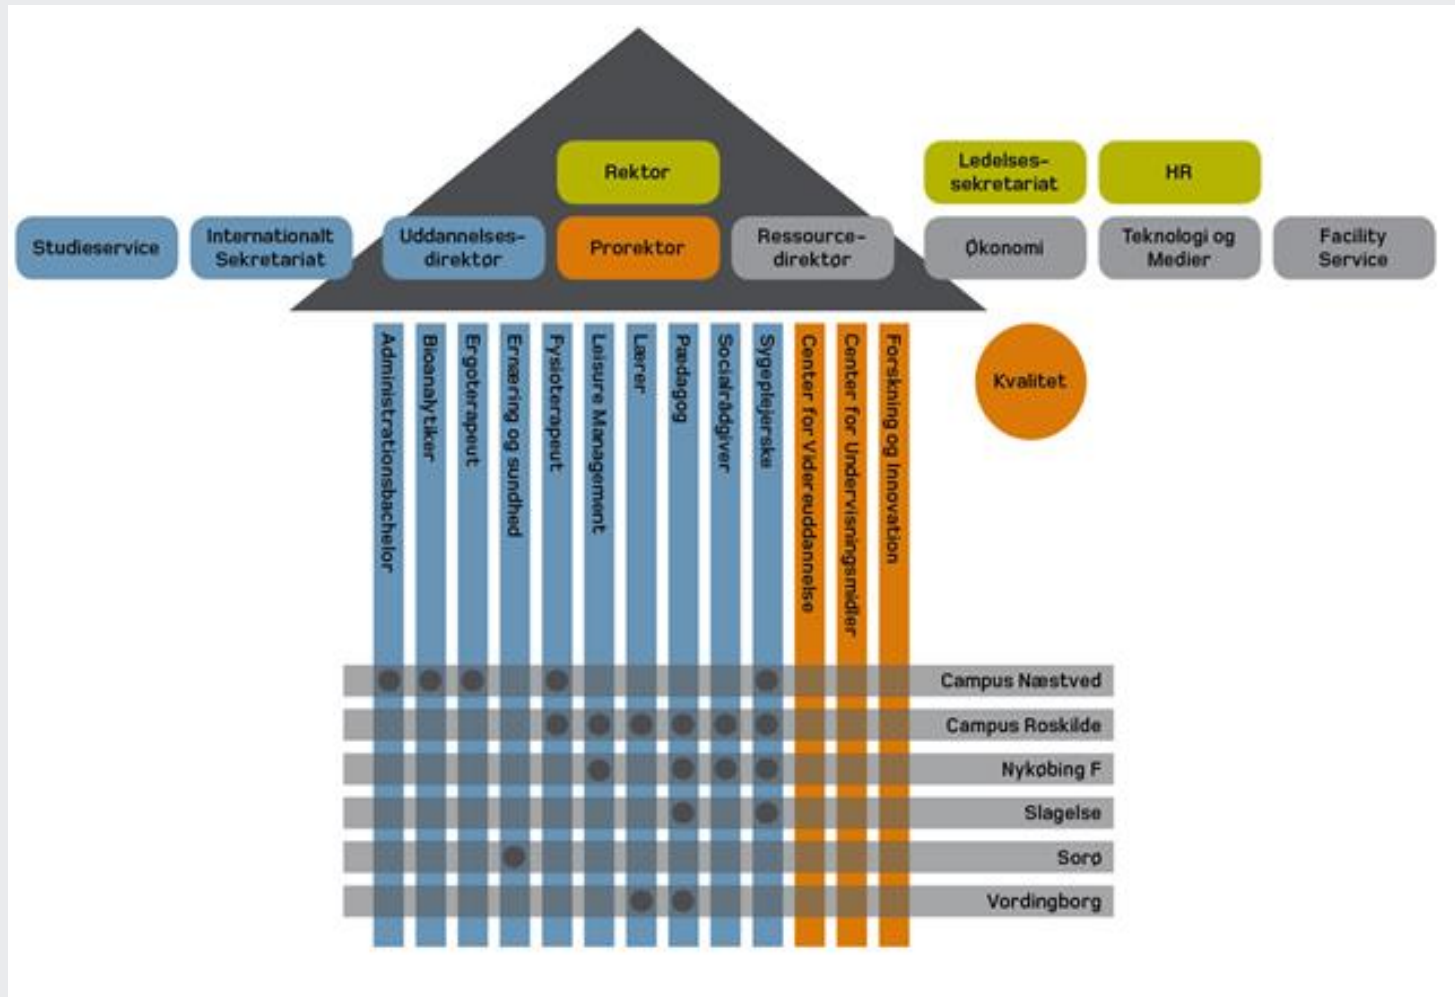 Rektor
Ledelses-
sekretariat
HR
Studieservice
Internationalt
Sekretariat
Uddannelses-
direktør
Prorektor
Ressource-
direktør
Økonomi
Teknologi og
Medier
Facility
Service
Administrationsbachelor
Bioanalytiker
Ergoterapeut
Ernæring og sundhed
Fysioterapeut
Leisure Management
Lærer
Pædagog
Socialrådgiver
Sygeplejerske
Center for Videreuddannelse
Center for Undervisningsmidler
Forskning og Innovation
Kvalitet
Campus Næstved
Campus Roskilde
Nykøbing F
Slagelse
Sorø
Vordingborg